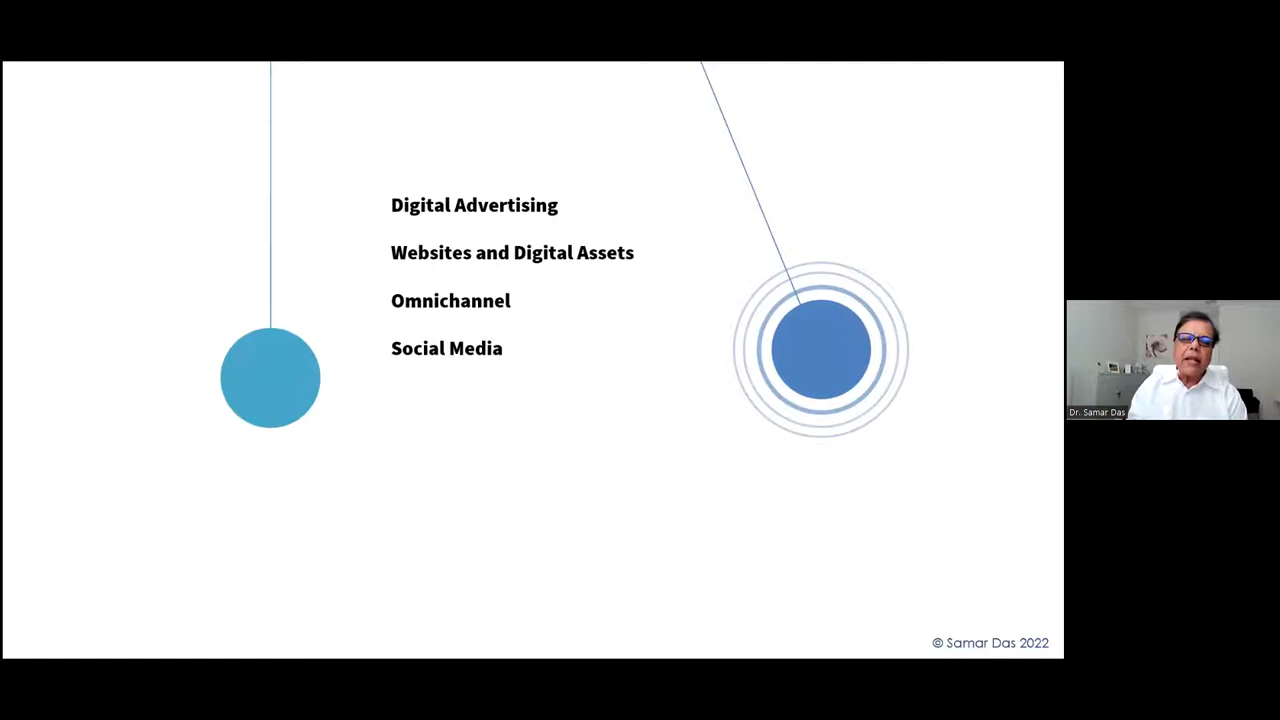 Digital Advertising
Websites and Digital Assets
Omnichannel
Social Media
Dr. Samar Das
© Samar Das 2022